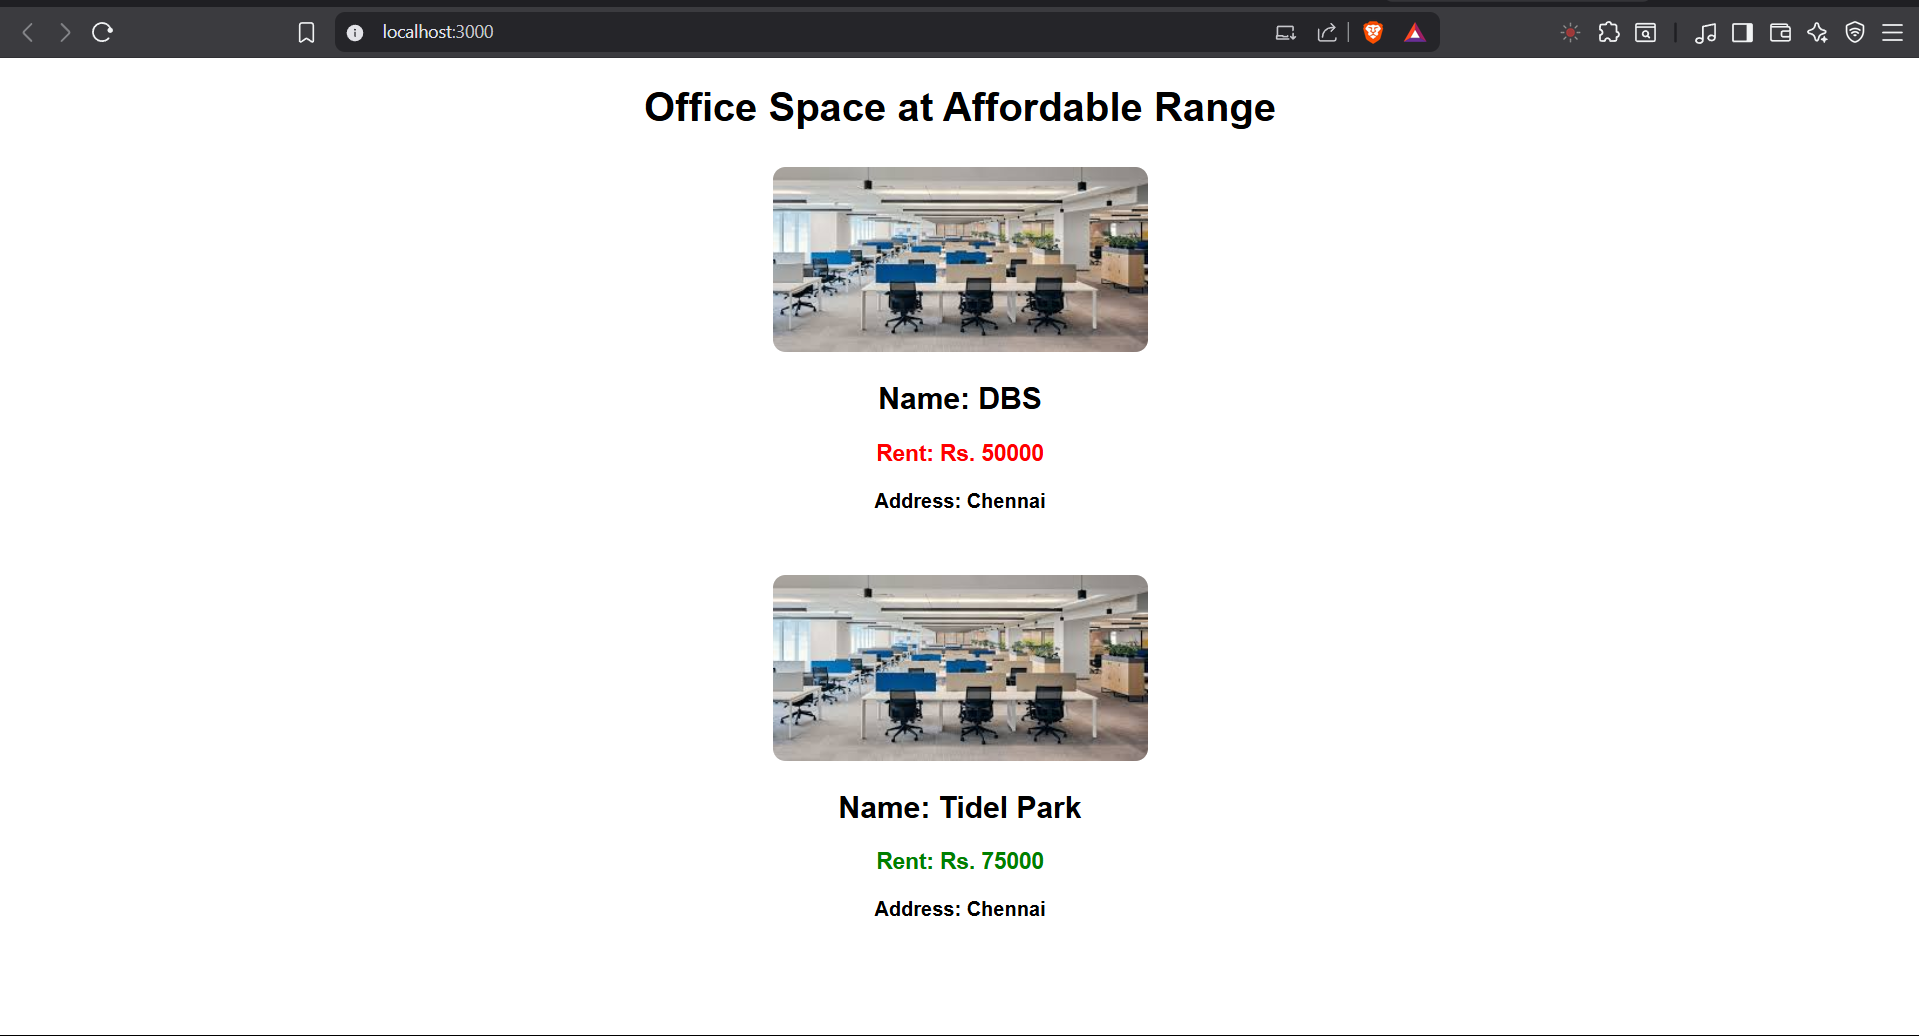 localhost:3000
Office Space at Affordable Range
Name: DBS
Rent: Rs. 50000
Address: Chennai
Name: Tidel Park
Rent: Rs. 75000
Address: Chennai